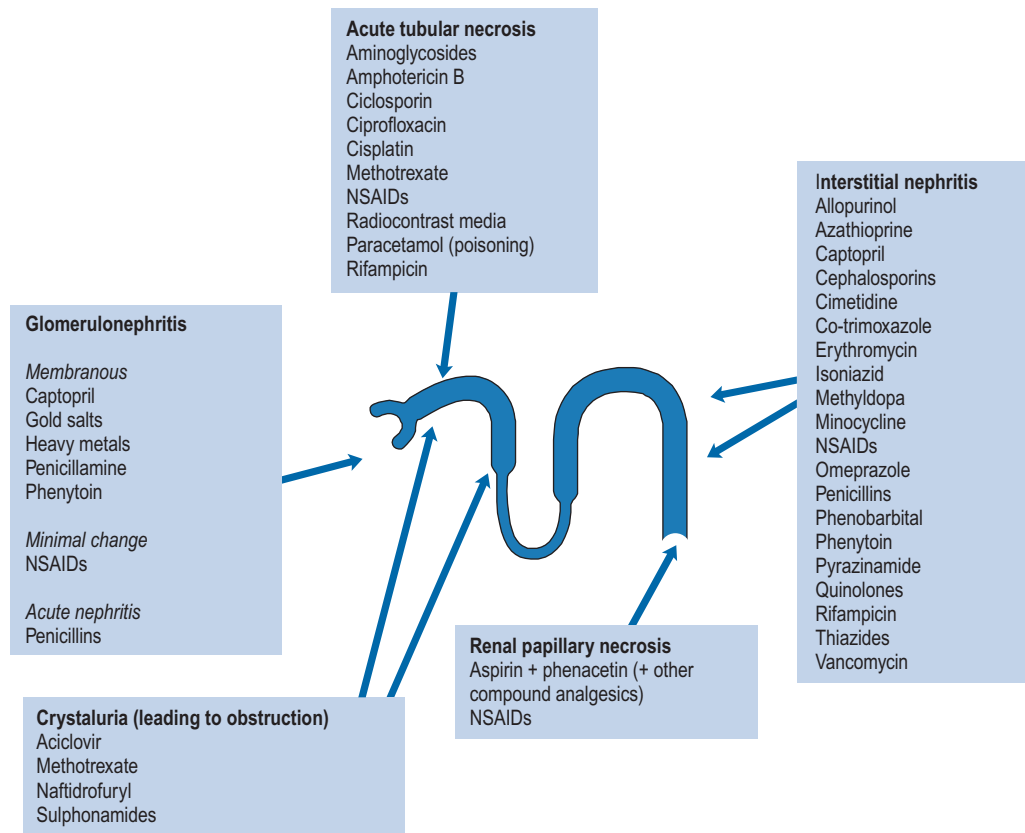 Acute tubular necrosis
Aminoglycosides
Amphotericin B
Ciclosporin
Ciprofloxacin
Cisplatin
Methotrexate
NSAIDs
Radiocontrast media
Paracetamol (poisoning)
Rifampicin
Interstitial nephritis
Allopurinol
Azathioprine
Captopril
Cephalosporins
Cimetidine
Co-trimoxazole
Erythromycin
Isoniazid
Methyldopa
Minocycline
NSAIDs
Omeprazole
Penicillins
Phenobarbital
Phenytoin
Pyrazinamide
Quinolones
Rifampicin
Thiazides
Vancomycin
Glomerulonephritis
Membranous
Captopril
Gold salts
Heavy metals
Penicillamine
Phenytoin
Minimal change
NSAIDs
Acute nephritis
Penicillins
Renal papillary necrosis
Aspirin + phenacetin (+ other
compound analgesics)
NSAIDs
Crystaluria (leading to obstruction)
Aciclovir
Methotrexate
Naftidrofuryl
Sulphonamides